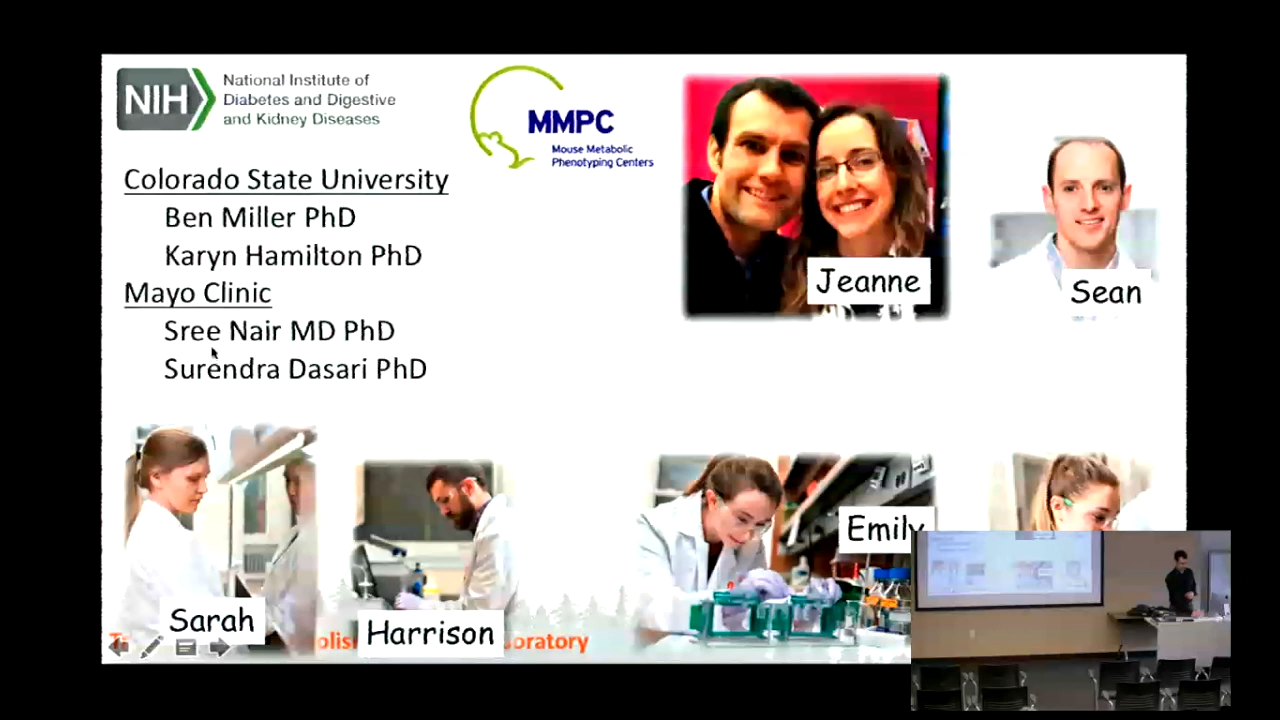 NIH
National Institute of
Diabetes and Digestive
and Kidney Diseases
MMPC
Mouse Metabolic
Phenotyping Centers
Colorado State University
Ben Miller PhD
Karyn Hamilton PhD
Mayo Clinic
Sree Nair MD PhD
Surendra Dasari PhD
Jeanne
Sean
Sarah
Harrison
Emily